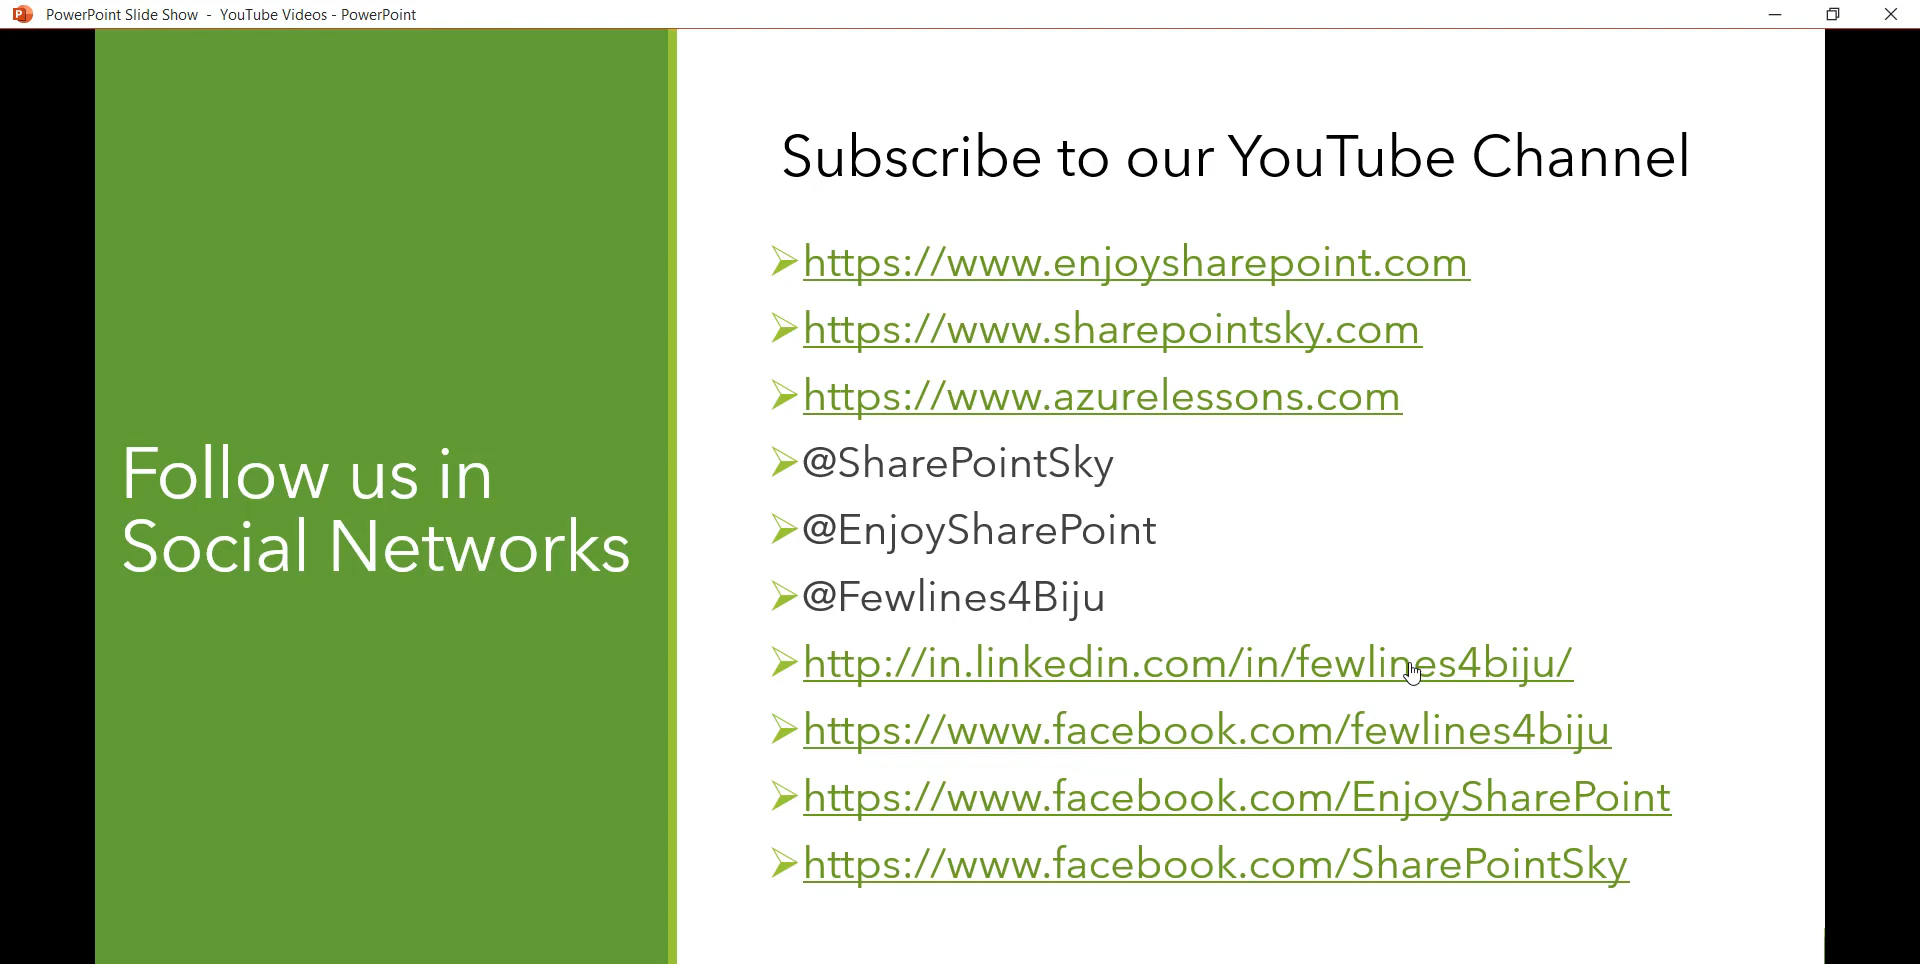 PowerPoint Slide Show - YouTube Videos - PowerPoint
Follow us in
Social Networks
Subscribe to our YouTube Channel
https://www.enjoysharepoint.com
https://www.sharepointsky.com
https://www.azurelessons.com
@SharePointSky
@EnjoySharePoint
@Fewlines4Biju
http://in.linkedin.com/in/fewlines4biju/
https://www.facebook.com/fewlines4biju
https://www.facebook.com/EnjoySharePoint
https://www.facebook.com/SharePointSky